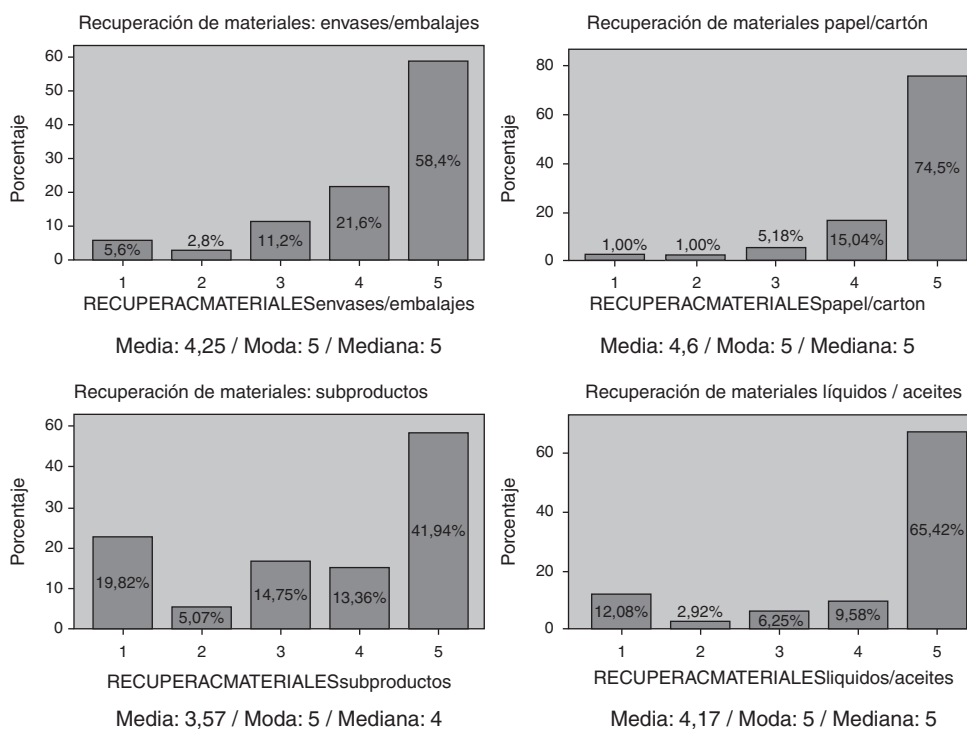 Recuperación de materiales: envases/embalajes
Porcentaje
60
50
40
30
20
10
0
5,6%
2,8%
11,2%
21,6%
58,4%
1 2 3 4 5
RECUPERACMATERIALESenvases/embalajes
Media: 4,25 / Moda: 5 / Mediana: 5
Recuperación de materiales papel/cartón
Porcentaje
80
60
40
20
0
1,00%
1,00%
5,18%
15,04%
74,5%
1 2 3 4 5
RECUPERACMATERIALESpapel/carton
Media: 4,6 / Moda: 5 / Mediana: 5
Recuperación de materiales: subproductos
Porcentaje
60
40
30
20
10
0
19,82%
5,07%
14,75%
13,36%
41,94%
1 2 3 4 5
RECUPERACMATERIALESsubproductos
Media: 3,57 / Moda: 5 / Mediana: 4
Recuperación de materiales líquidos / aceites
Porcentaje
60
40
20
0
12,08%
2,92%
6,25%
9,58%
65,42%
1 2 3 4 5
RECUPERACMATERIALESliquidos/aceites
Media: 4,17 / Moda: 5 / Mediana: 5